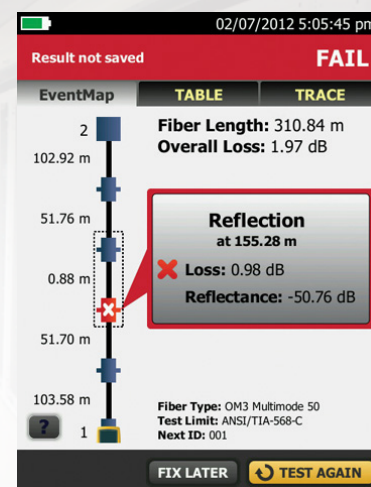 02/07/2012 5:05:45 pm
Result not saved
FAIL
EventMap
TABLE
TRACE
2
102.92 m
51.76 m
0.88 m
51.70 m
103.58 m
1
?
Fiber Length: 310.84 m
Overall Loss: 1.97 dB
Reflection
at 155.28 m
Loss: 0.98 dB
Reflectance: -50.76 dB
Fiber Type: OM3 Multimode 50
Test Limit: ANSI/TIA-568-C
Next ID: 001
FIX LATER
TEST AGAIN